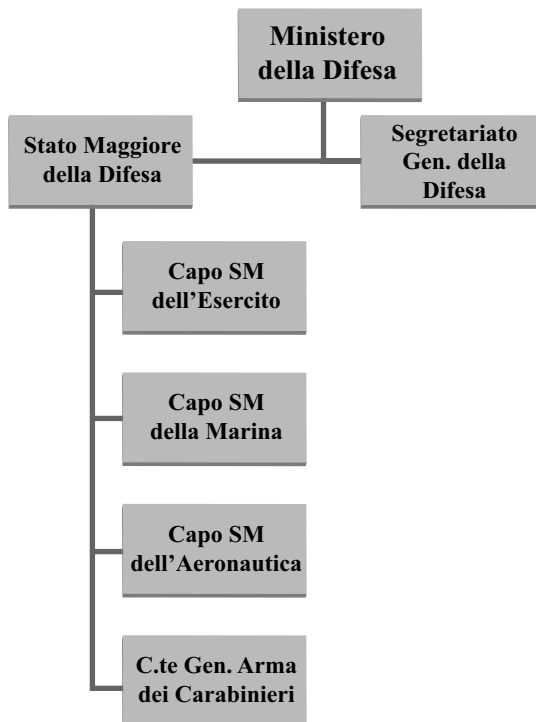 Ministero
della Difesa
Stato Maggiore
della Difesa
Segretariato
Gen. della
Difesa
Capo SM
dell’Esercito
Capo SM
della Marina
Capo SM
dell’Aeronautica
C.te Gen. Arma
dei Carabinieri